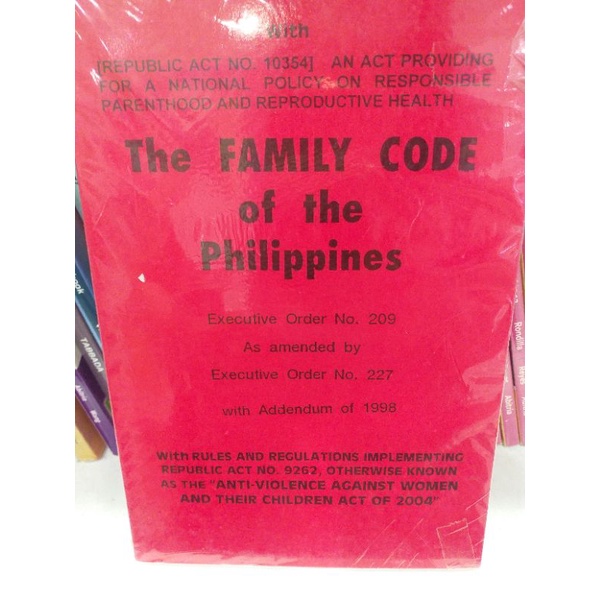 with
[REPUBLIC ACT NO. 10354] AN ACT PROVIDING
FOR A NATIONAL POLICY ON RESPONSIBLE
PARENTHOOD AND REPRODUCTIVE HEALTH
The FAMILY CODE
of the
Philippines
Executive Order No. 209
As amended by
Executive Order No. 227
with Addendum of 1998
With RULES AND REGULATIONS IMPLEMENTING
REPUBLIC ACT NO. 9262, OTHERWISE KNOWN
AS THE "ANTI-VIOLENCE AGAINST WOMEN
AND THEIR CHILDREN ACT OF 2004"
TABBADA